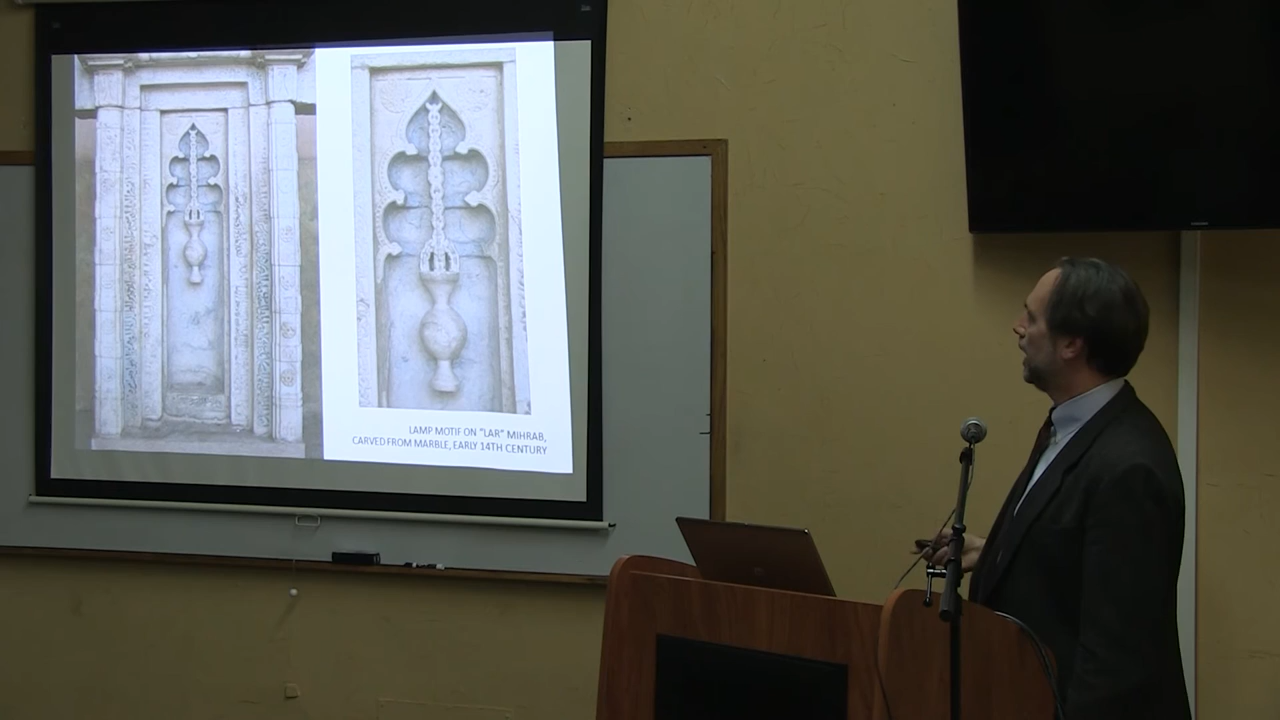 LAMP MOTIF ON "LAR" MIHRAB,
CARVED FROM MARBLE, EARLY 14TH CENTURY